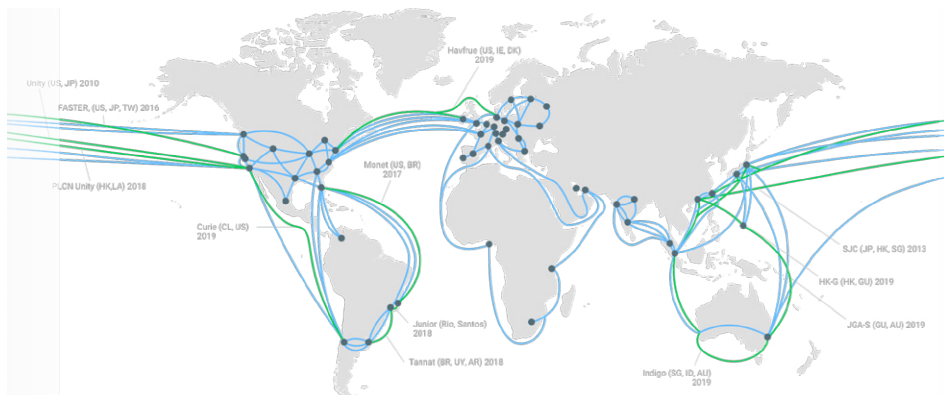 Havfrue (US, IE, DK)
2019
Unity (US, JP) 2010
FASTER, (US, JP, TW) 2016
Monet (US, BR)
2017
PLCN Unity (HK,LA) 2018
Curie (CL, US)
2019
SJC (JP, HK, SG) 2013
HK-G (HK, GU) 2019
JGA-S (GU, AU) 2019
Junior (Rio, Santos)
2018
Tannat (BR, UY, AR) 2018
Indigo (SG, ID, AU)
2019